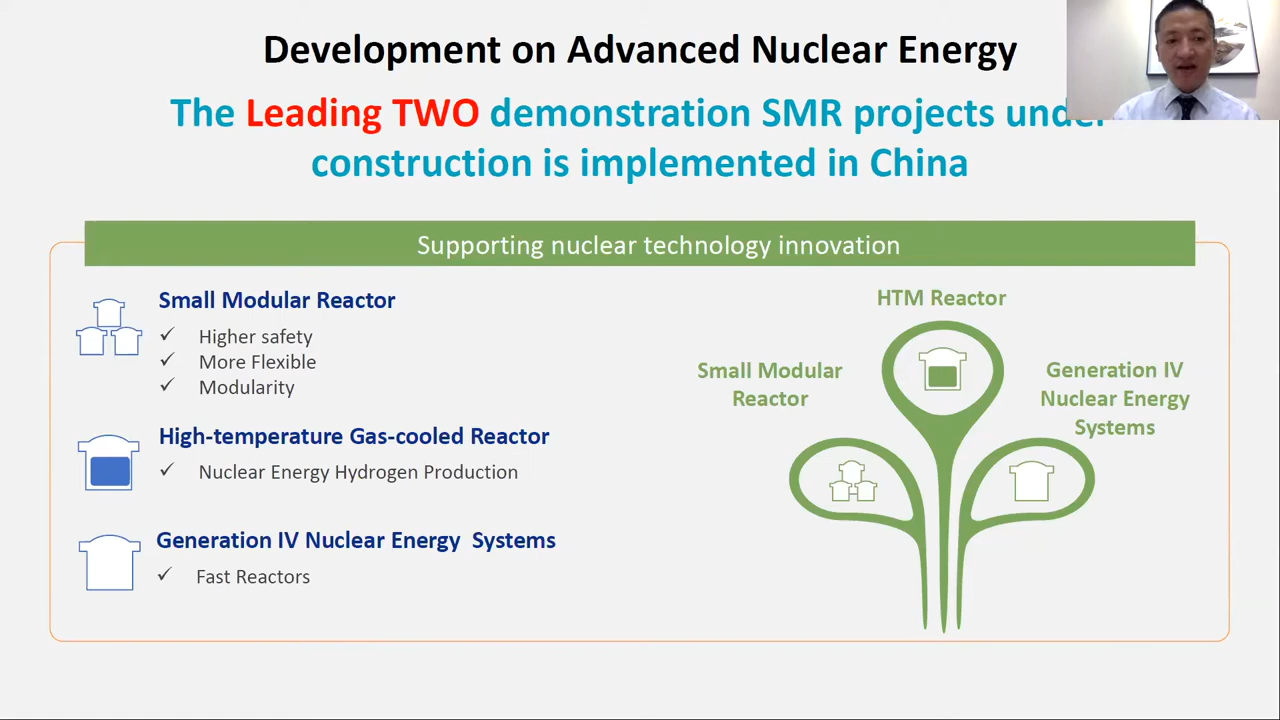 Development on Advanced Nuclear Energy
The Leading TWO demonstration SMR projects under
construction is implemented in China
Supporting nuclear technology innovation
Small Modular Reactor
✓ Higher safety
✓ More Flexible
✓ Modularity
High-temperature Gas-cooled Reactor
✓ Nuclear Energy Hydrogen Production
Generation IV Nuclear Energy Systems
✓ Fast Reactors
HTM Reactor
Small Modular
Reactor
Generation IV
Nuclear Energy
Systems